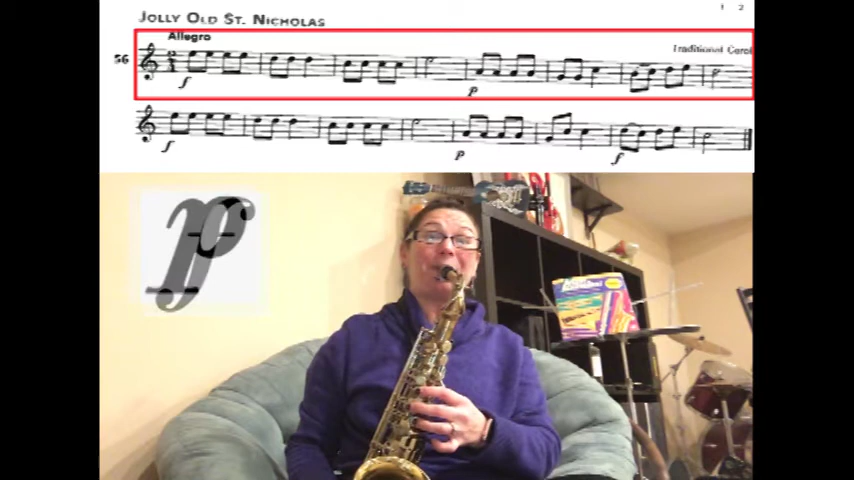 1 2
JOLLY OLD ST. NICHOLAS
Allegro
Traditional Carol
56
f
p
f
p
f
p f